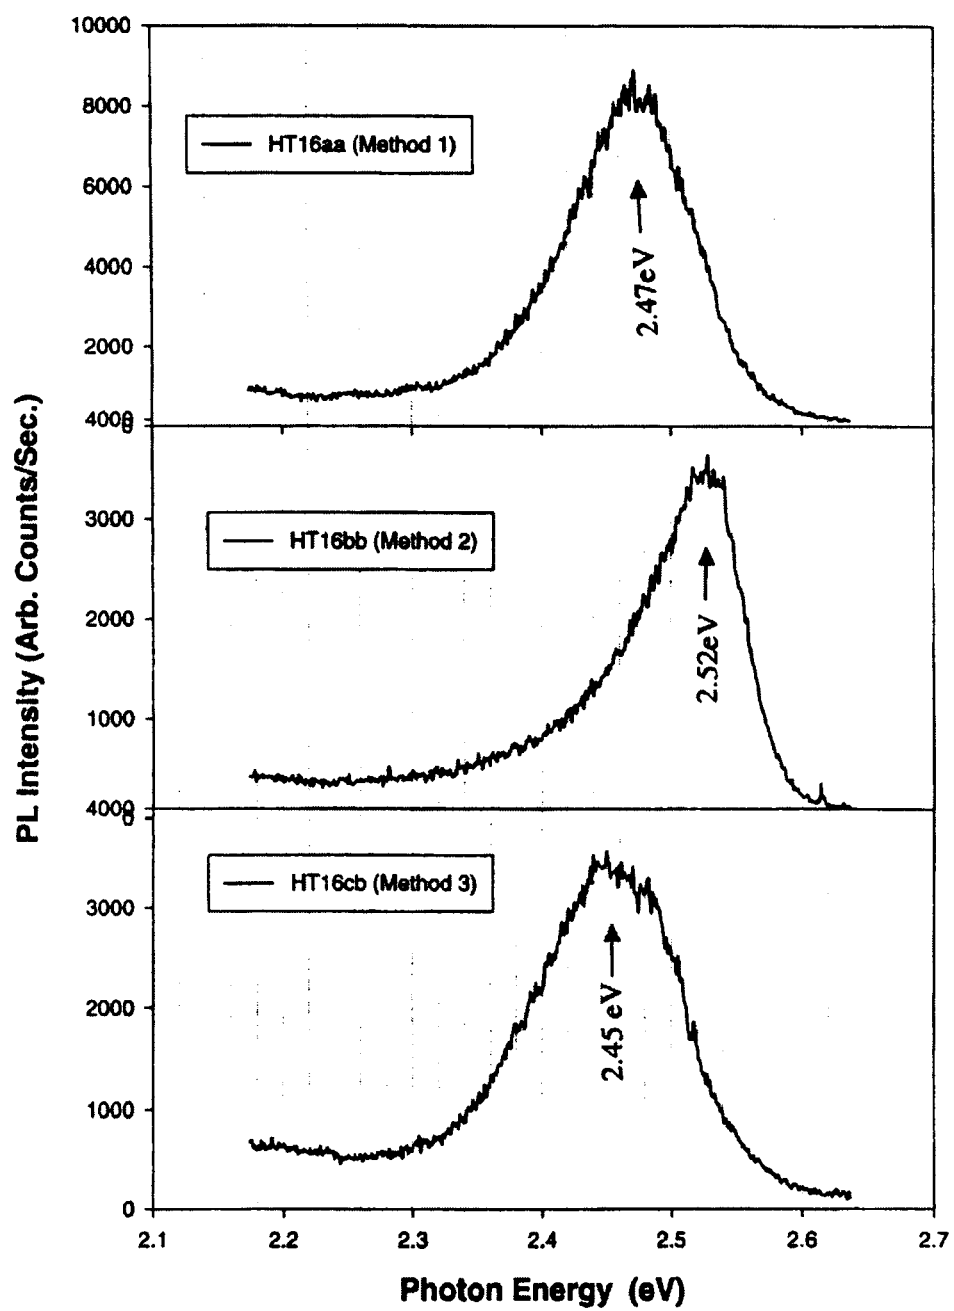 10000
8000
6000
4000
2000
0
HT16aa (Method 1)
2.47eV
4000
3000
2000
1000
0
HT16bb (Method 2)
2.52eV
4000
3000
2000
1000
0
HT16cb (Method 3)
2.45 eV
PL Intensity (Arb. Counts/Sec.)
2.1 2.2 2.3 2.4 2.5 2.6 2.7
Photon Energy (eV)